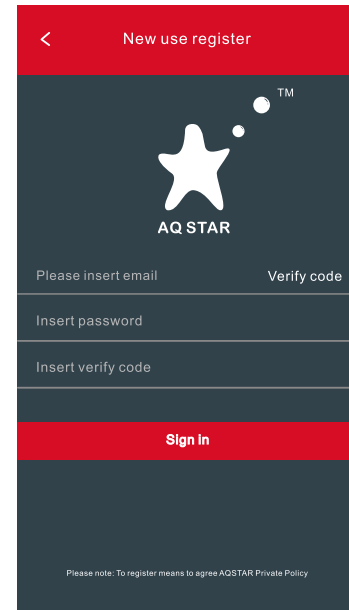 New use register
TM
AQ STAR
Please insert email Verify code
Insert password
Insert verify code
Sign in
Please note: To register means to agree AQSTAR Private Policy